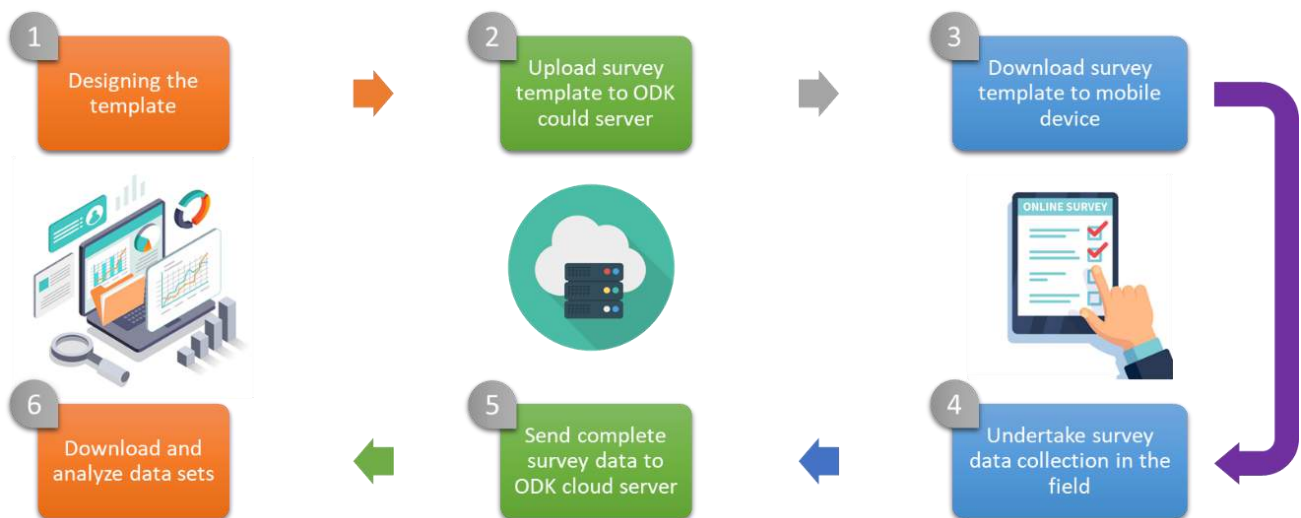 1
Designing the
template
2
Upload survey
template to ODK
could server
3
Download survey
template to mobile
device
ONLINE SURVEY
4
Undertake survey
data collection in the
field
5
Send complete
survey data to
ODK cloud server
6
Download and
analyze data sets